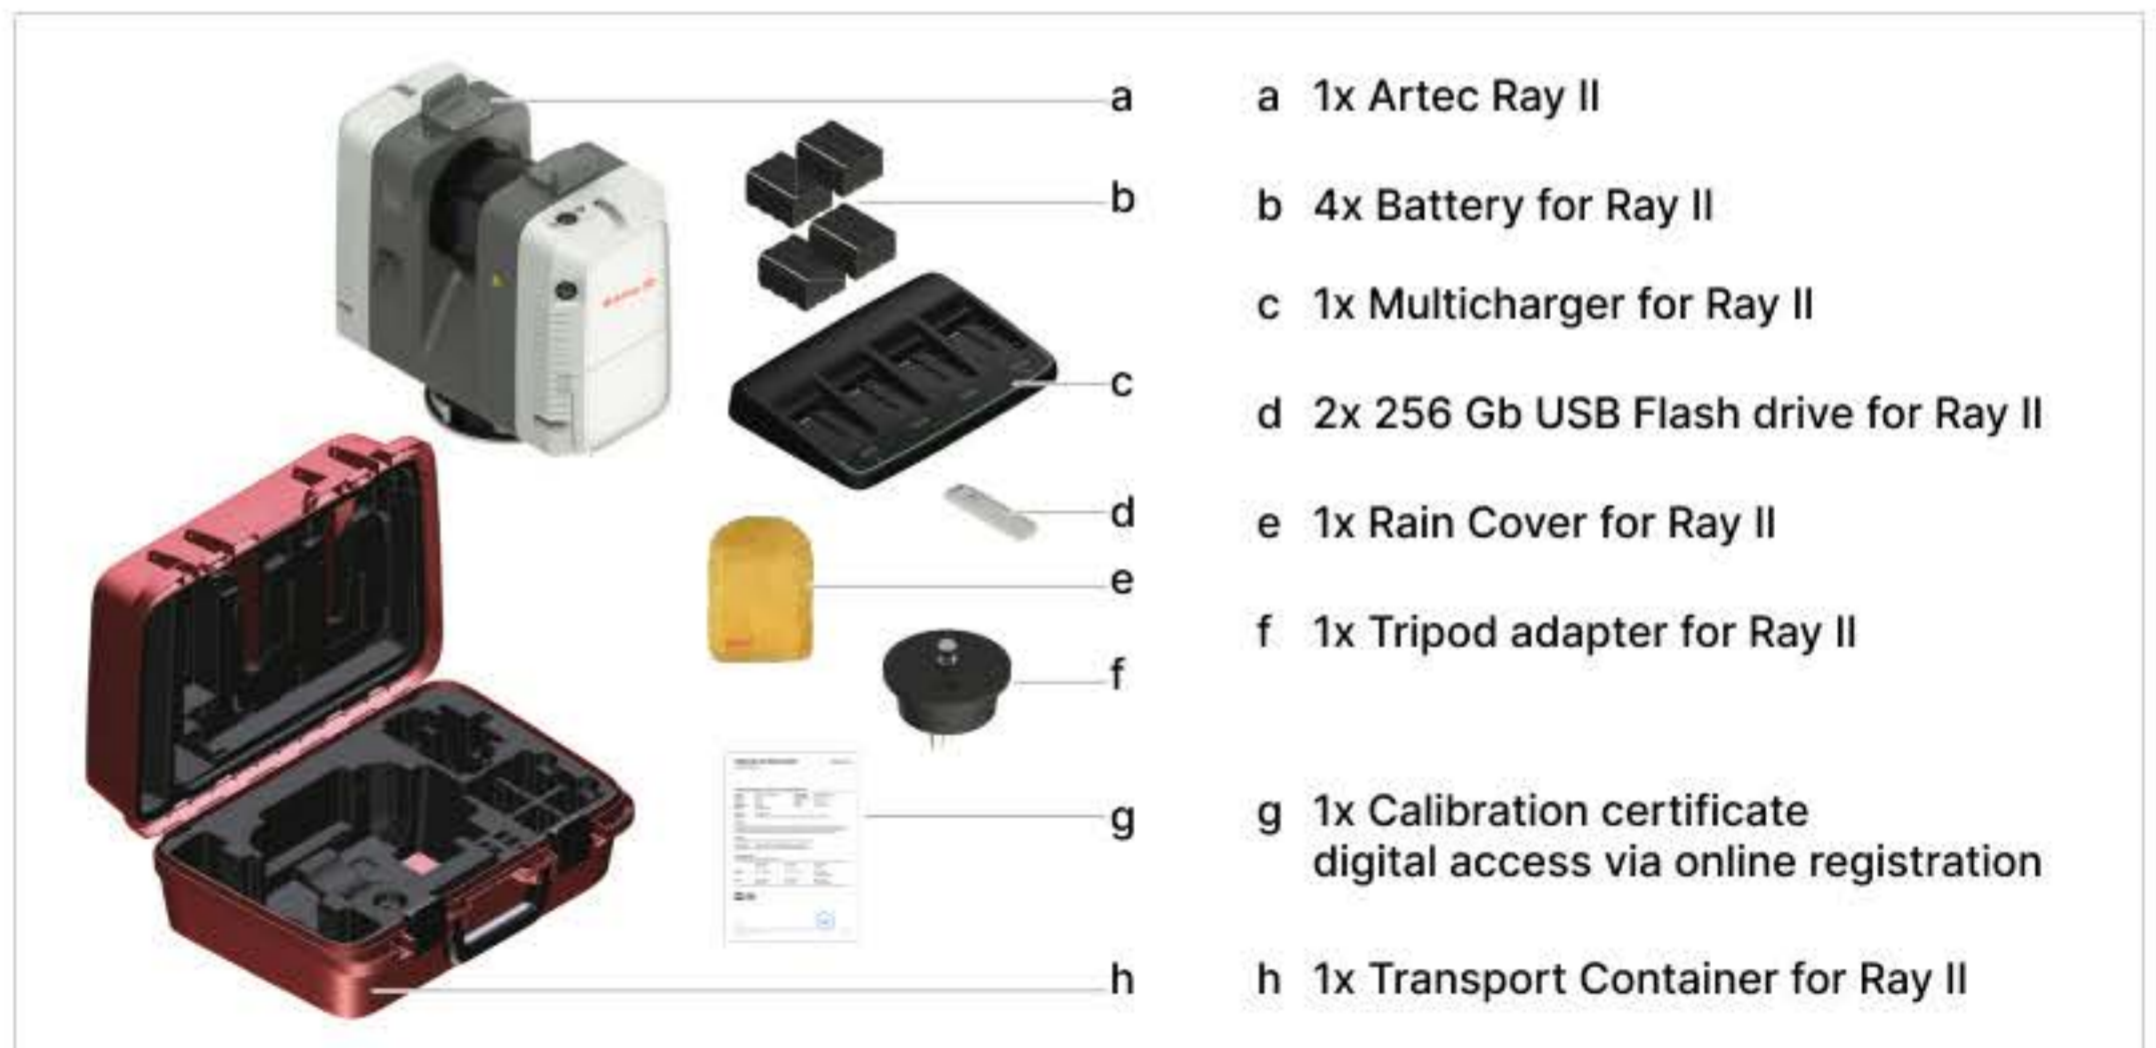 a
b
c
d
e
f
g
h
a 1x Artec Ray II
b 4x Battery for Ray II
c 1x Multicharger for Ray II
d 2x 256 Gb USB Flash drive for Ray II
e 1x Rain Cover for Ray II
f 1x Tripod adapter for Ray II
g 1x Calibration certificate
digital access via online registration
h 1x Transport Container for Ray II